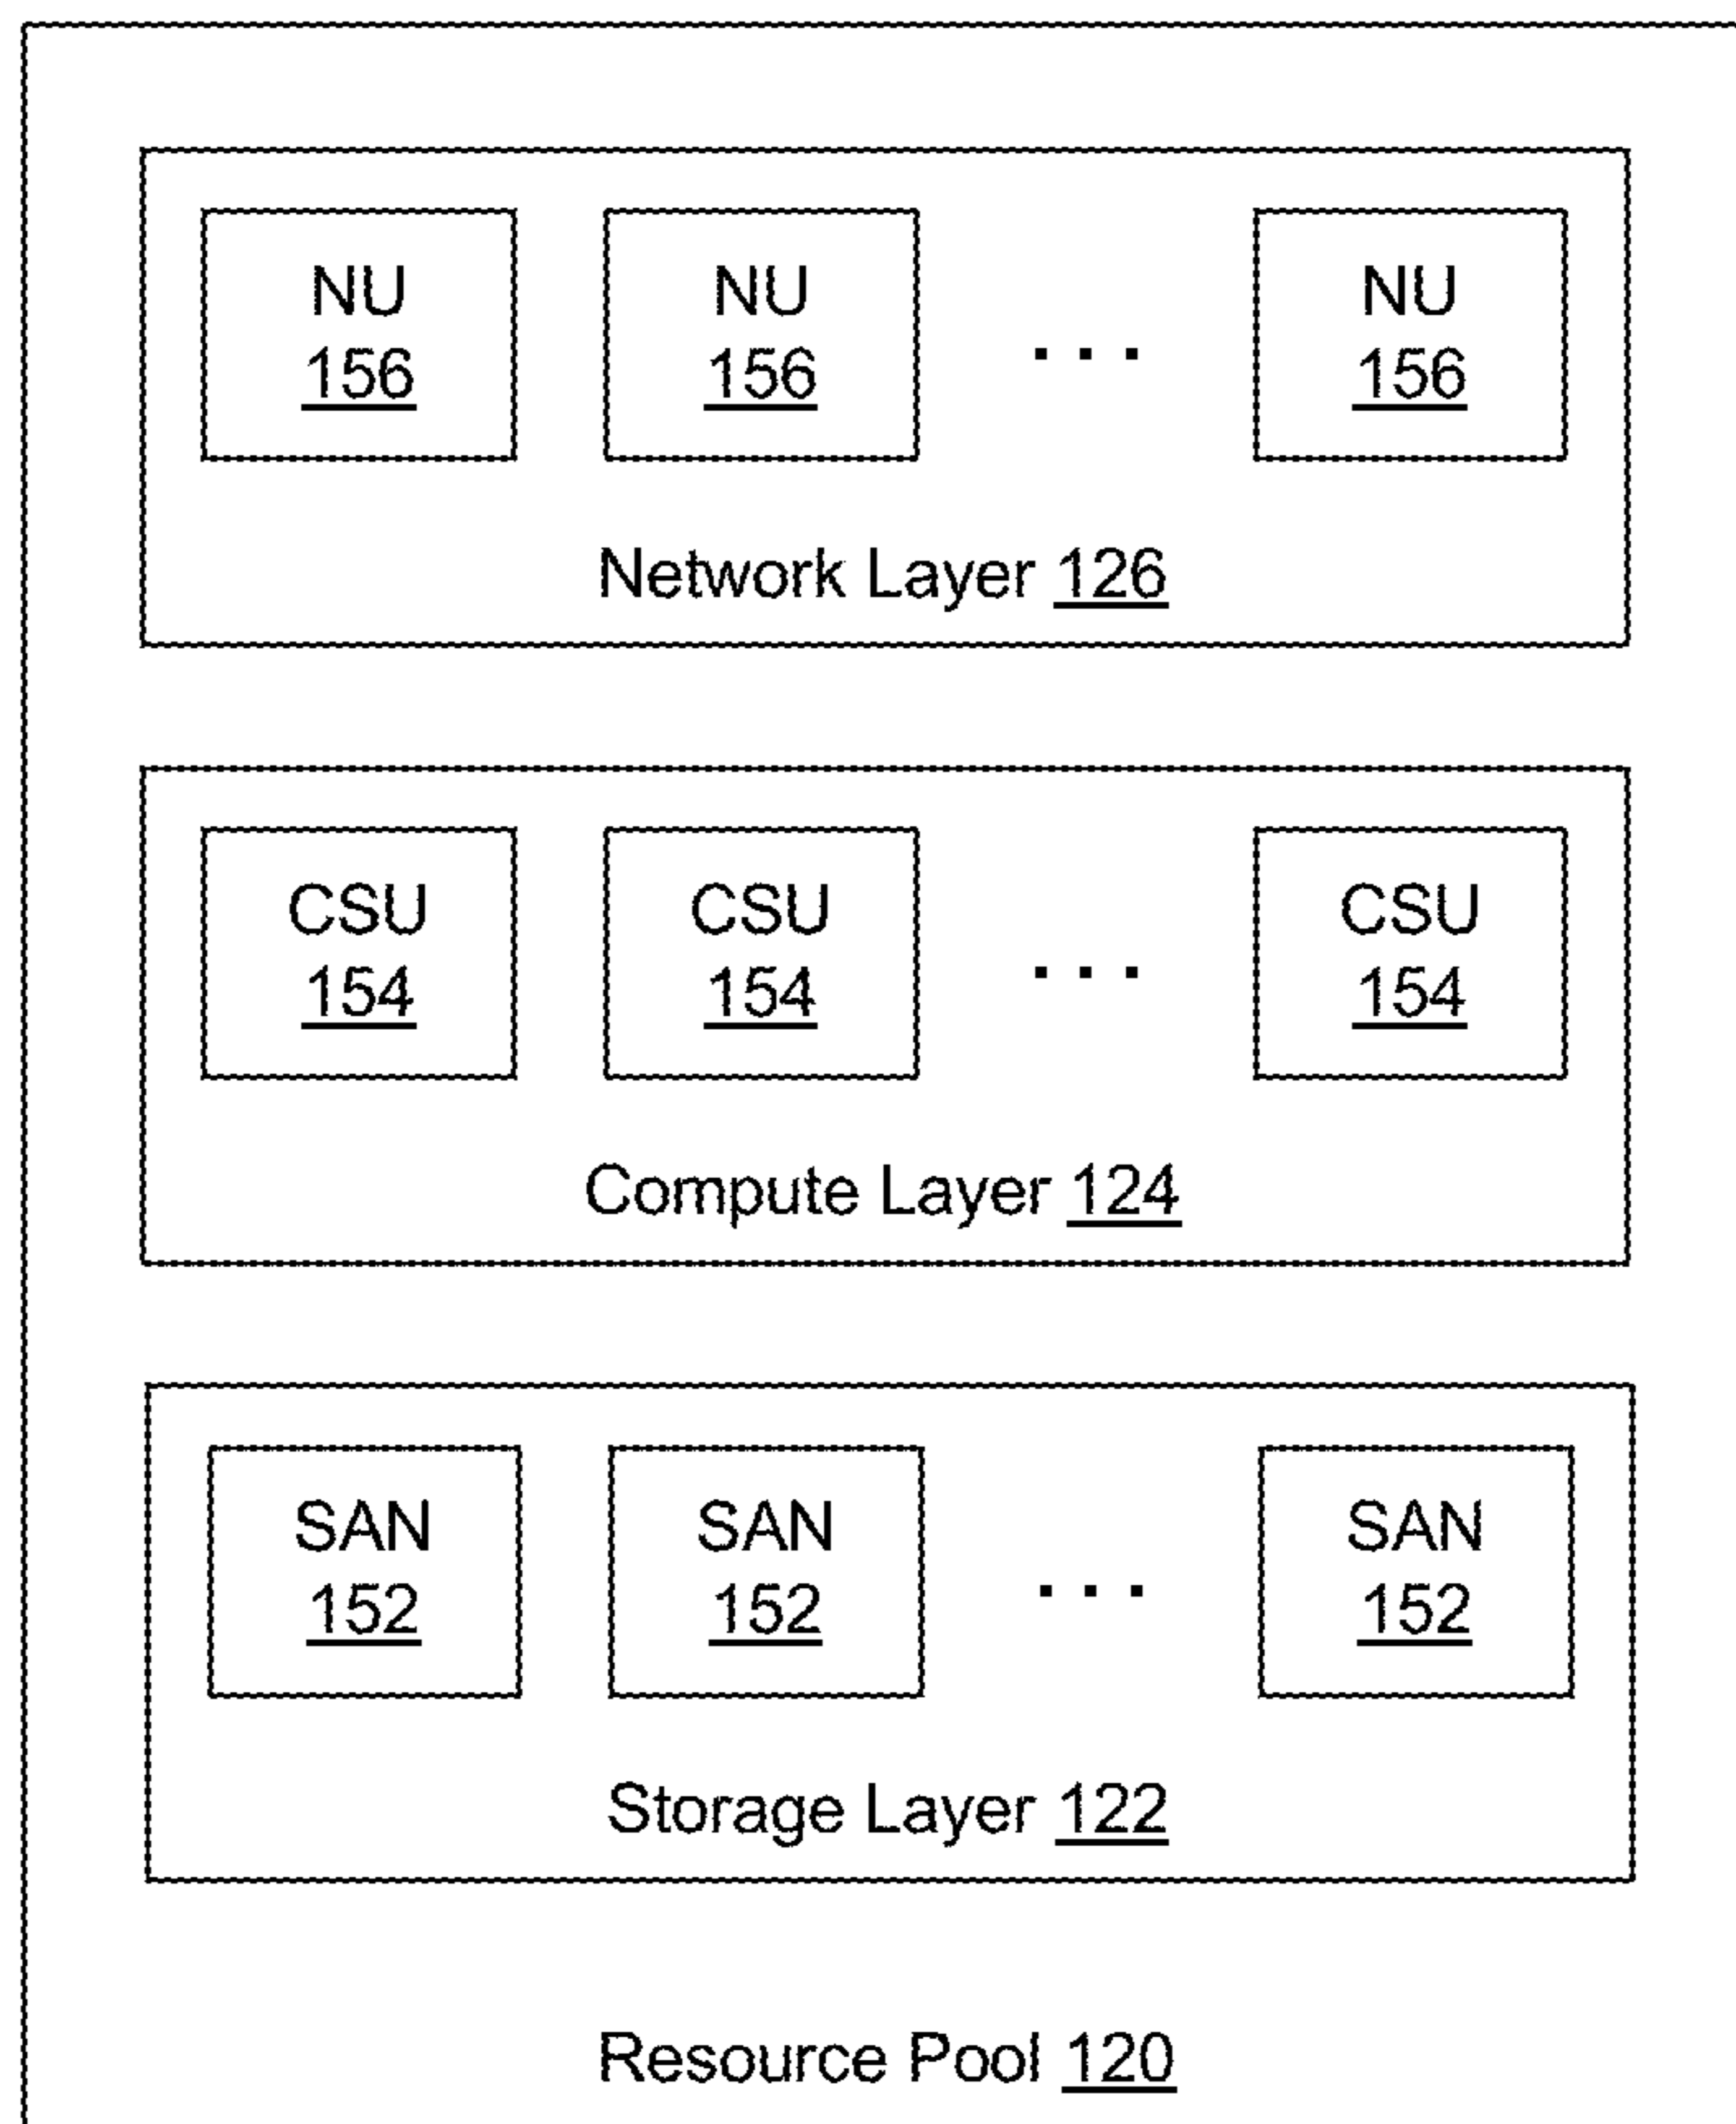 NU NU NU
156 156 ... 156
Network Layer 126
CSU CSU CSU
154 154 ... 154
Compute Layer 124
SAN SAN SAN
152 152 ... 152
Storage Layer 122
Resource Pool 120